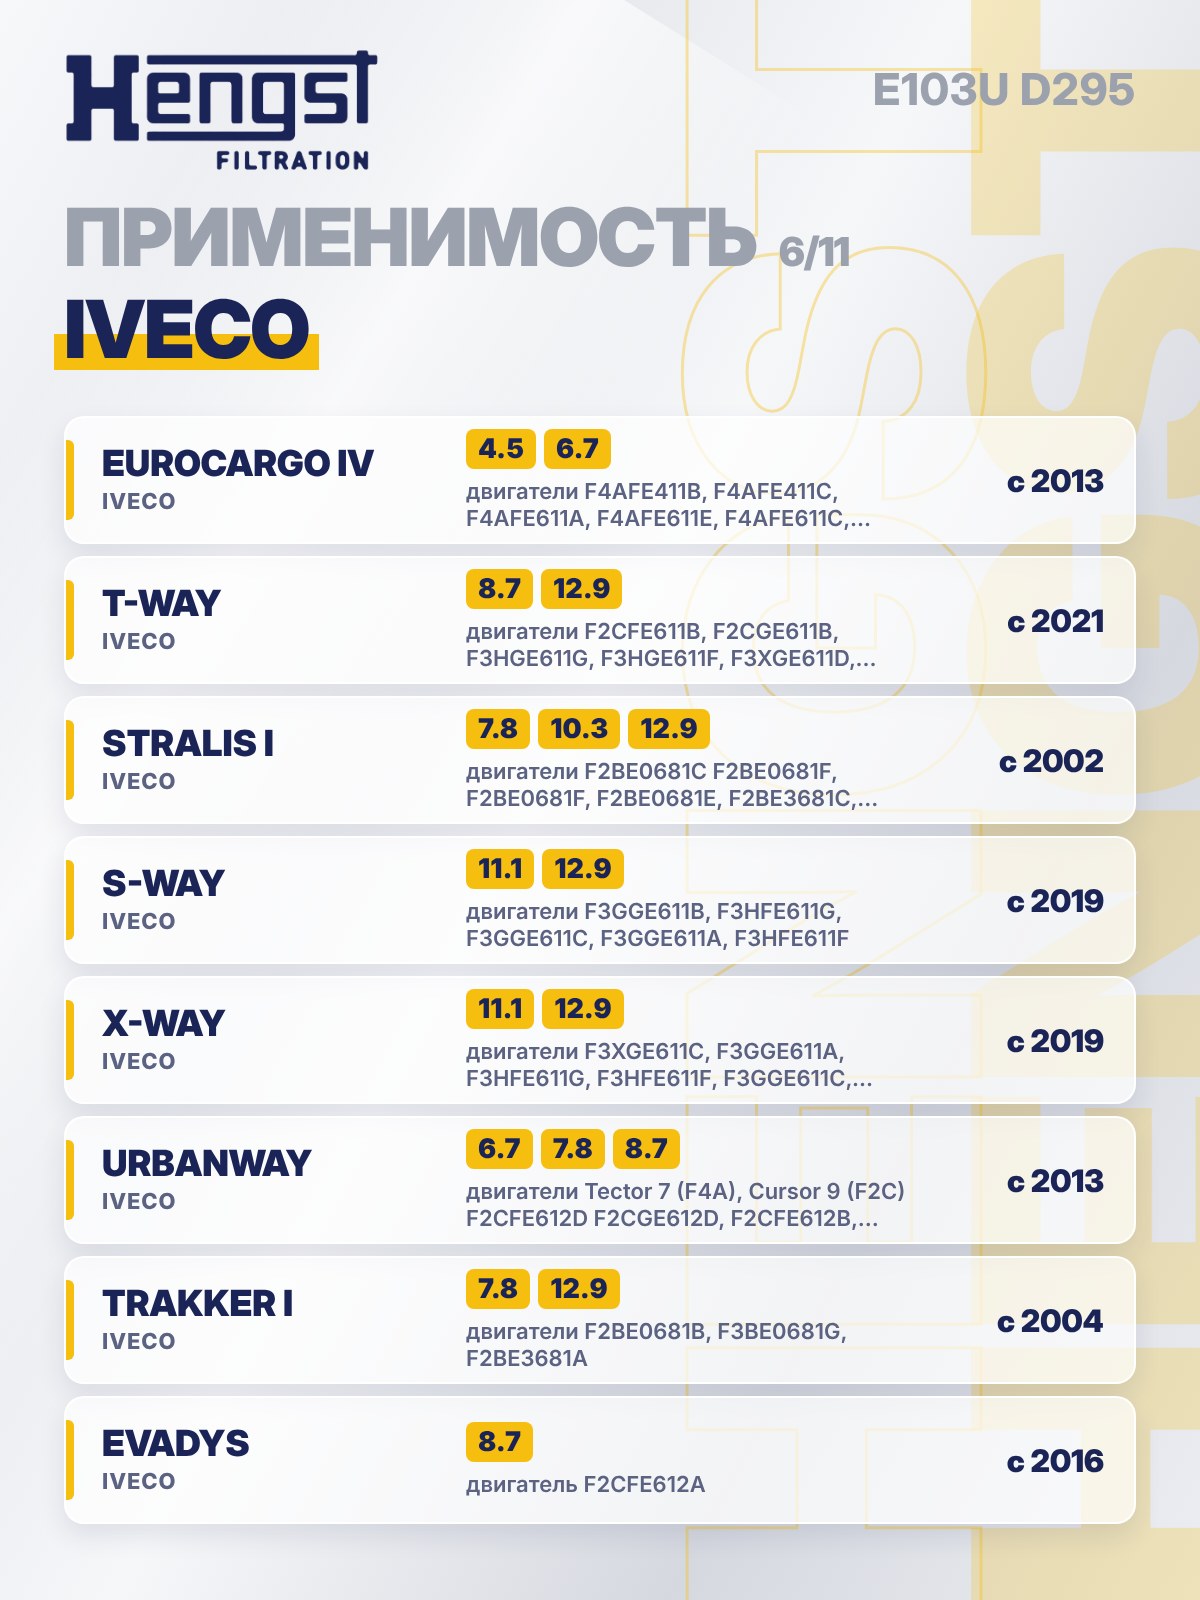 Hengst
FILTRATION
E103U D295
ПРИМЕНИМОСТЬ 6/11
IVECO
EUROCARGO IV
IVECO
4.5 6.7
двигатели F4AFE411B, F4AFE411C,
F4AFE611A, F4AFE611E, F4AFE611C,...
с 2013
T-WAY
IVECO
8.7 12.9
двигатели F2CFE611B, F2CGE611B,
F3HGE611G, F3HGE611F, F3XGE611D,...
с 2021
STRALIS I
IVECO
7.8 10.3 12.9
двигатели F2BE0681C F2BE0681F,
F2BE0681F, F2BE0681E, F2BE3681C,...
с 2002
S-WAY
IVECO
11.1 12.9
двигатели F3GGE611B, F3HFE611G,
F3GGE611C, F3GGE611A, F3HFE611F
с 2019
X-WAY
IVECO
11.1 12.9
двигатели F3XGE611C, F3GGE611A,
F3HFE611G, F3HFE611F, F3GGE611C,...
с 2019
URBANWAY
IVECO
6.7 7.8 8.7
двигатели Tector 7 (F4A), Cursor 9 (F2C)
F2CFE612D F2CGE612D, F2CFE612B,...
с 2013
TRAKKER I
IVECO
7.8 12.9
двигатели F2BE0681B, F3BE0681G,
F2BE3681A
с 2004
EVADYS
IVECO
8.7
двигатель F2CFE612A
с 2016
HENGST